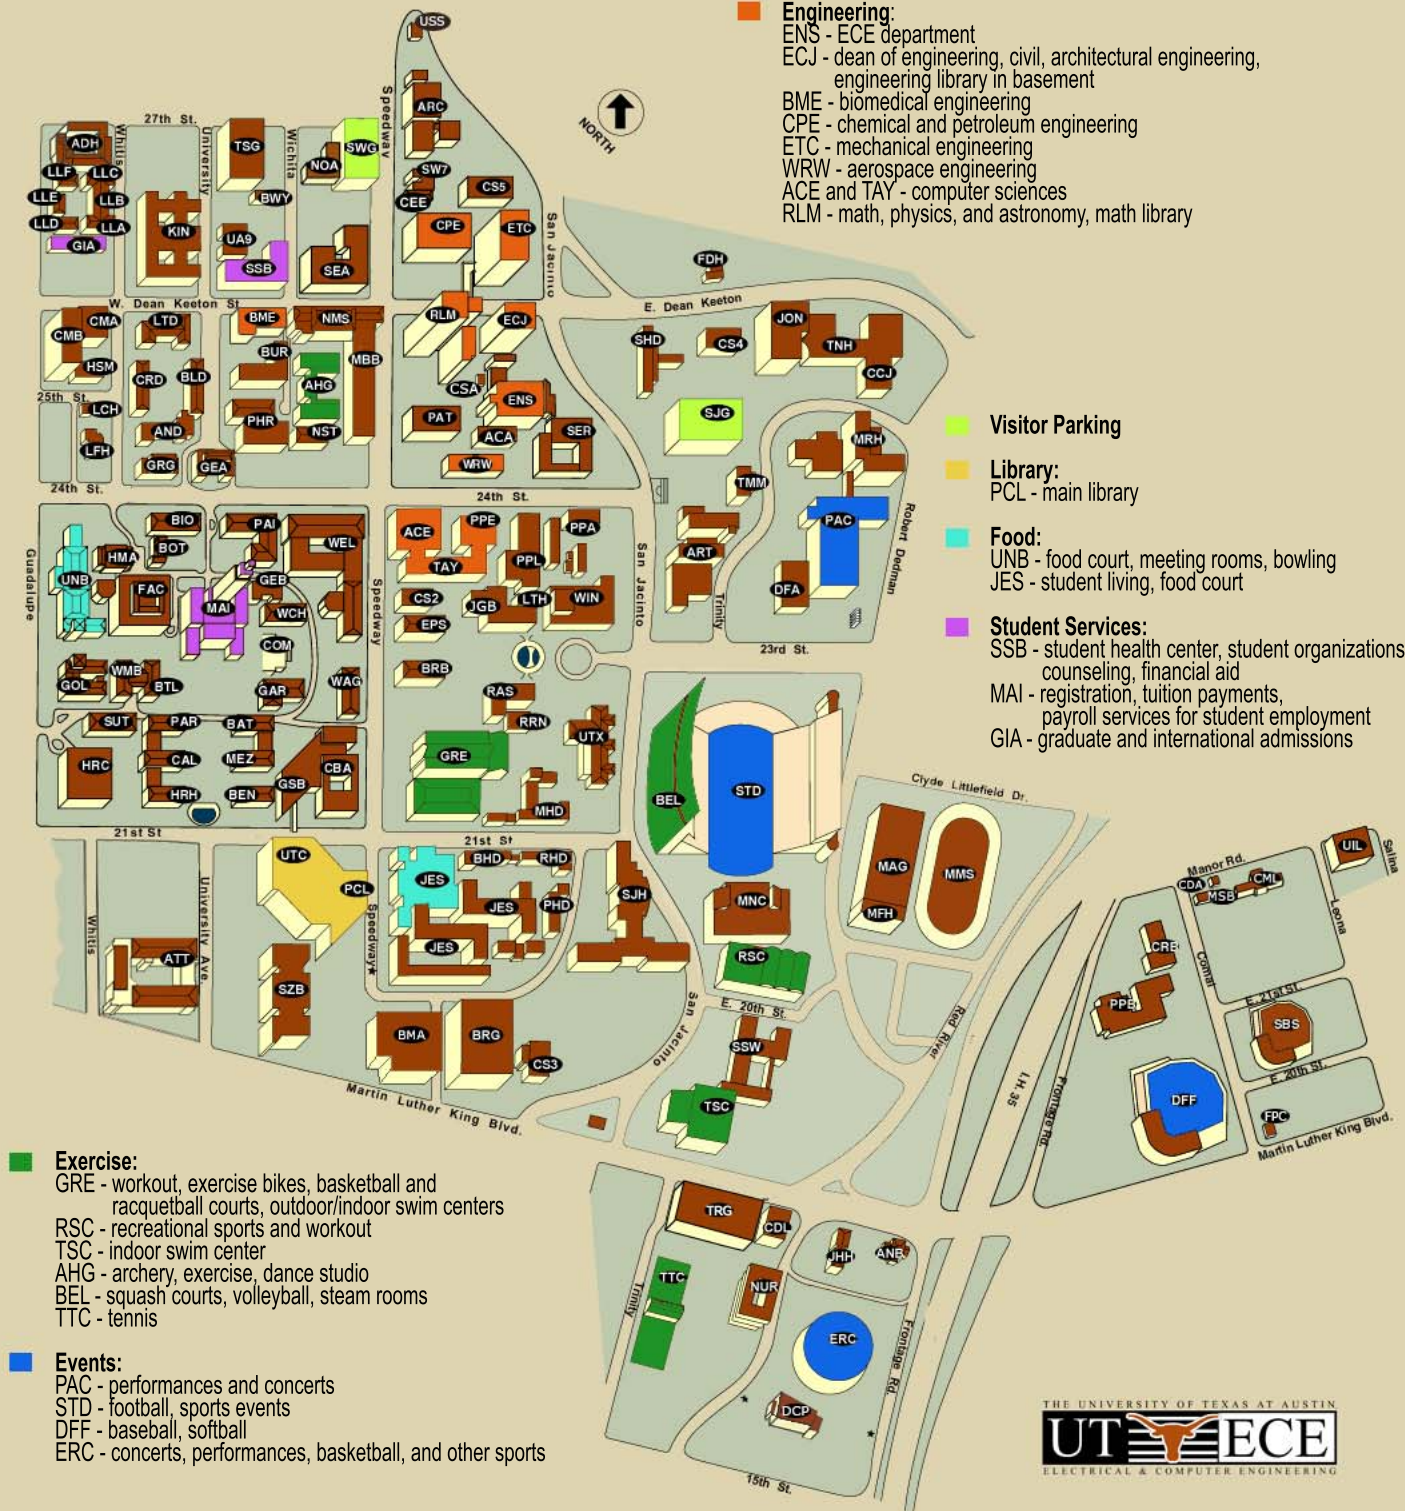 Engineering:
ENS - ECE department
ECJ - dean of engineering, civil, architectural engineering,
engineering library in basement
BME - biomedical engineering
CPE - chemical and petroleum engineering
ETC - mechanical engineering
WRW - aerospace engineering
ACE and TAY - computer sciences
RLM - math, physics, and astronomy, math library
USS
ARC
NORTH
Speedway
27th St.
Whitis
University
Wichita
ADH
TSG
NOA
SWG
LLF
LLC
SW7
CS5
LLE
LLB
BWY
CEE
LLD
LLA
KIN
UA9
CPE
ETC
San Jacinto
GIA
SSB
SEA
FDH
W. Dean Keeton St
E. Dean Keeton
CMA
LTD
BME
NMS
RLM
ECJ
JON
CMB
BUR
MBB
SHD
CS4
TNH
HSM
CRD
BLD
AHG
CSA
CCJ
25th St.
ENS
LCH
PAT
SJG
AND
PHR
NST
ACA
SER
MRH
LFH
GRG
GEA
WRW
TMM
24th St.
24th St.
PAC
Robert Dedman
BIO
PAI
ACE
PPE
PPA
WEL
BOT
HMA
TAY
PPL
ART
Guadalupe
UNB
FAC
GEB
Speedway
San Jacinto
DFA
MAI
WCH
CS2
JGB
LTH
WIN
Trinity
EPS
COM
23rd St.
WMB
BRB
GOL
BTL
GAR
WAG
RAS
SUT
PAR
BAT
RRN
UTX
HRC
CAL
MEZ
CBA
GRE
GSB
STD
BEL
HRH
BEN
MHD
21st St
21st St
Clyde Littlefield Dr.
Visitor Parking
Library:
PCL - main library
Food:
UNB - food court, meeting rooms, bowling
JES - student living, food court
Student Services:
SSB - student health center, student organizations
counseling, financial aid
MAI - registration, tuition payments,
payroll services for student employment
GIA - graduate and international admissions
UTC
PCL
JES
BHD
RHD
JES
PHD
JES
SJH
MAG
MMS
MFH
MNC
RSC
Whitis
University Ave.
Speedway
ATT
SZB
BMA
BRG
CS3
San Jacinto
E. 20th St.
SSW
TSC
Red River
Martin Luther King Blvd.
I.H. 35
Frontage Rd.
UIL
Salina
Manor Rd.
CDA
MSB
CML
Leona
CRB
Comal
PPB
E. 21st St.
SBS
E. 20th St.
DFF
FPC
Martin Luther King Blvd.
Exercise:
GRE - workout, exercise bikes, basketball and
racquetball courts, outdoor/indoor swim centers
RSC - recreational sports and workout
TSC - indoor swim center
AHG - archery, exercise, dance studio
BEL - squash courts, volleyball, steam rooms
TTC - tennis
Events:
PAC - performances and concerts
STD - football, sports events
DFF - baseball, softball
ERC - concerts, performances, basketball, and other sports
TRG
CDL
JHH
ANB
TTC
NUR
Trinity
ERC
Frontage Rd.
DCP
15th St.
THE UNIVERSITY OF TEXAS AT AUSTIN
UT ECE
ELECTRICAL & COMPUTER ENGINEERING